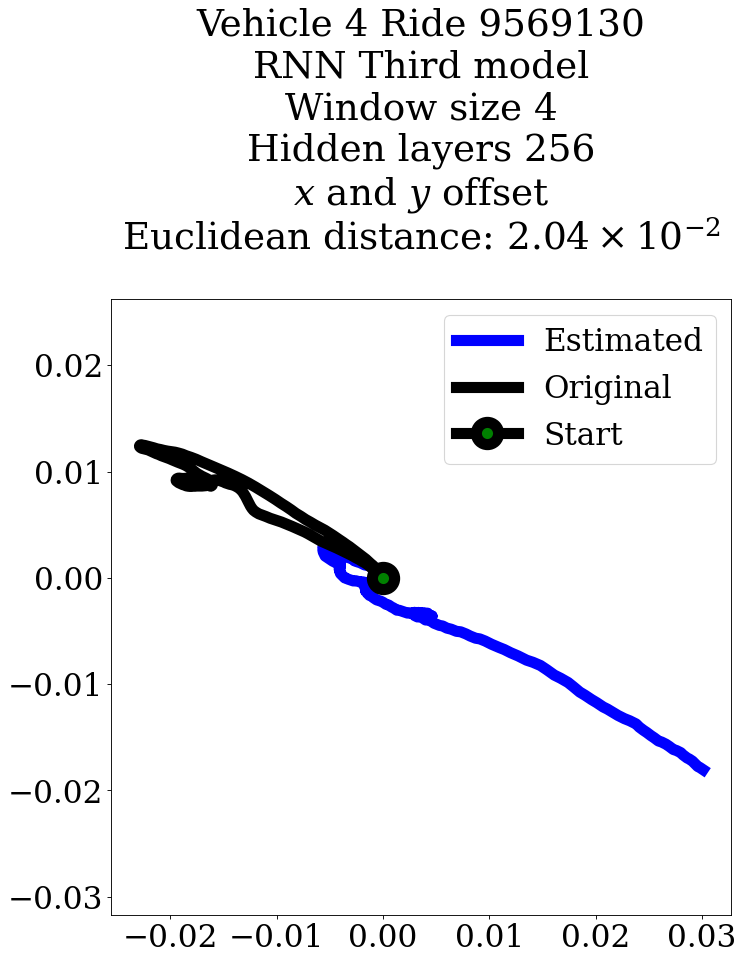 Vehicle 4 Ride 9569130
RNN Third model
Window size 4
Hidden layers 256
x and y offset
Euclidean distance: 2.04 × 10⁻²
Estimated
Original
Start
0.02
0.01
0.00
−0.01
−0.02
−0.03
−0.02 −0.01 0.00 0.01 0.02 0.03